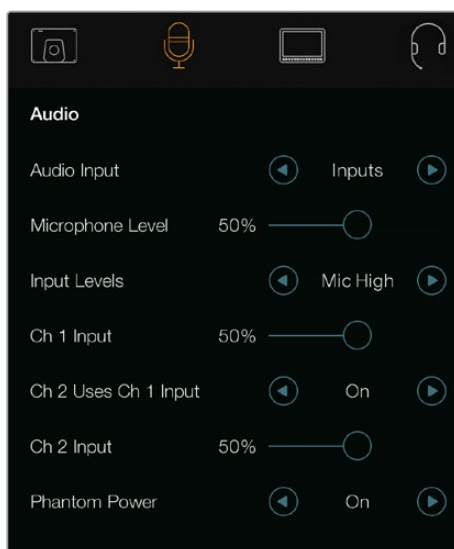 Audio
Audio Input Inputs
Microphone Level 50%
Input Levels Mic High
Ch 1 Input 50%
Ch 2 Uses Ch 1 Input On
Ch 2 Input 50%
Phantom Power On